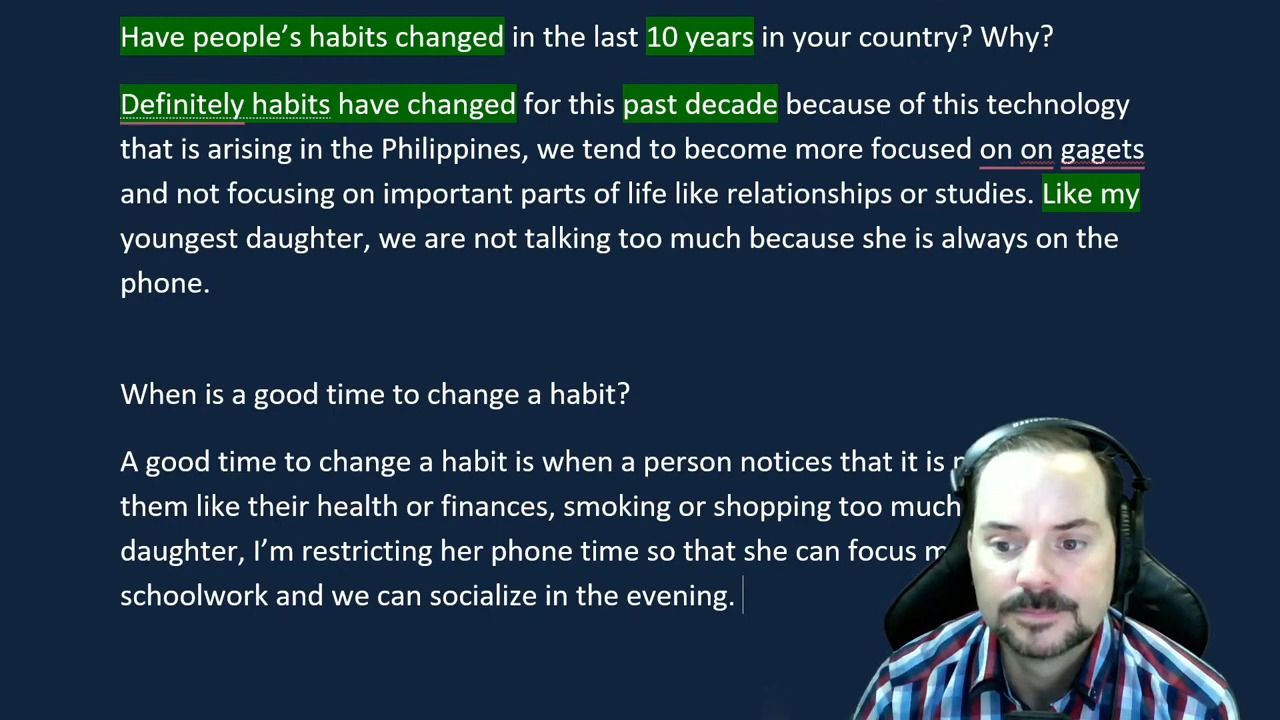 Have people’s habits changed in the last 10 years in your country? Why?
Definitely habits have changed for this past decade because of this technology
that is arising in the Philippines, we tend to become more focused on on gagets
and not focusing on important parts of life like relationships or studies. Like my
youngest daughter, we are not talking too much because she is always on the
phone.
When is a good time to change a habit?
A good time to change a habit is when a person notices that it is
them like their health or finances, smoking or shopping too much
daughter, I’m restricting her phone time so that she can focus
schoolwork and we can socialize in the evening.